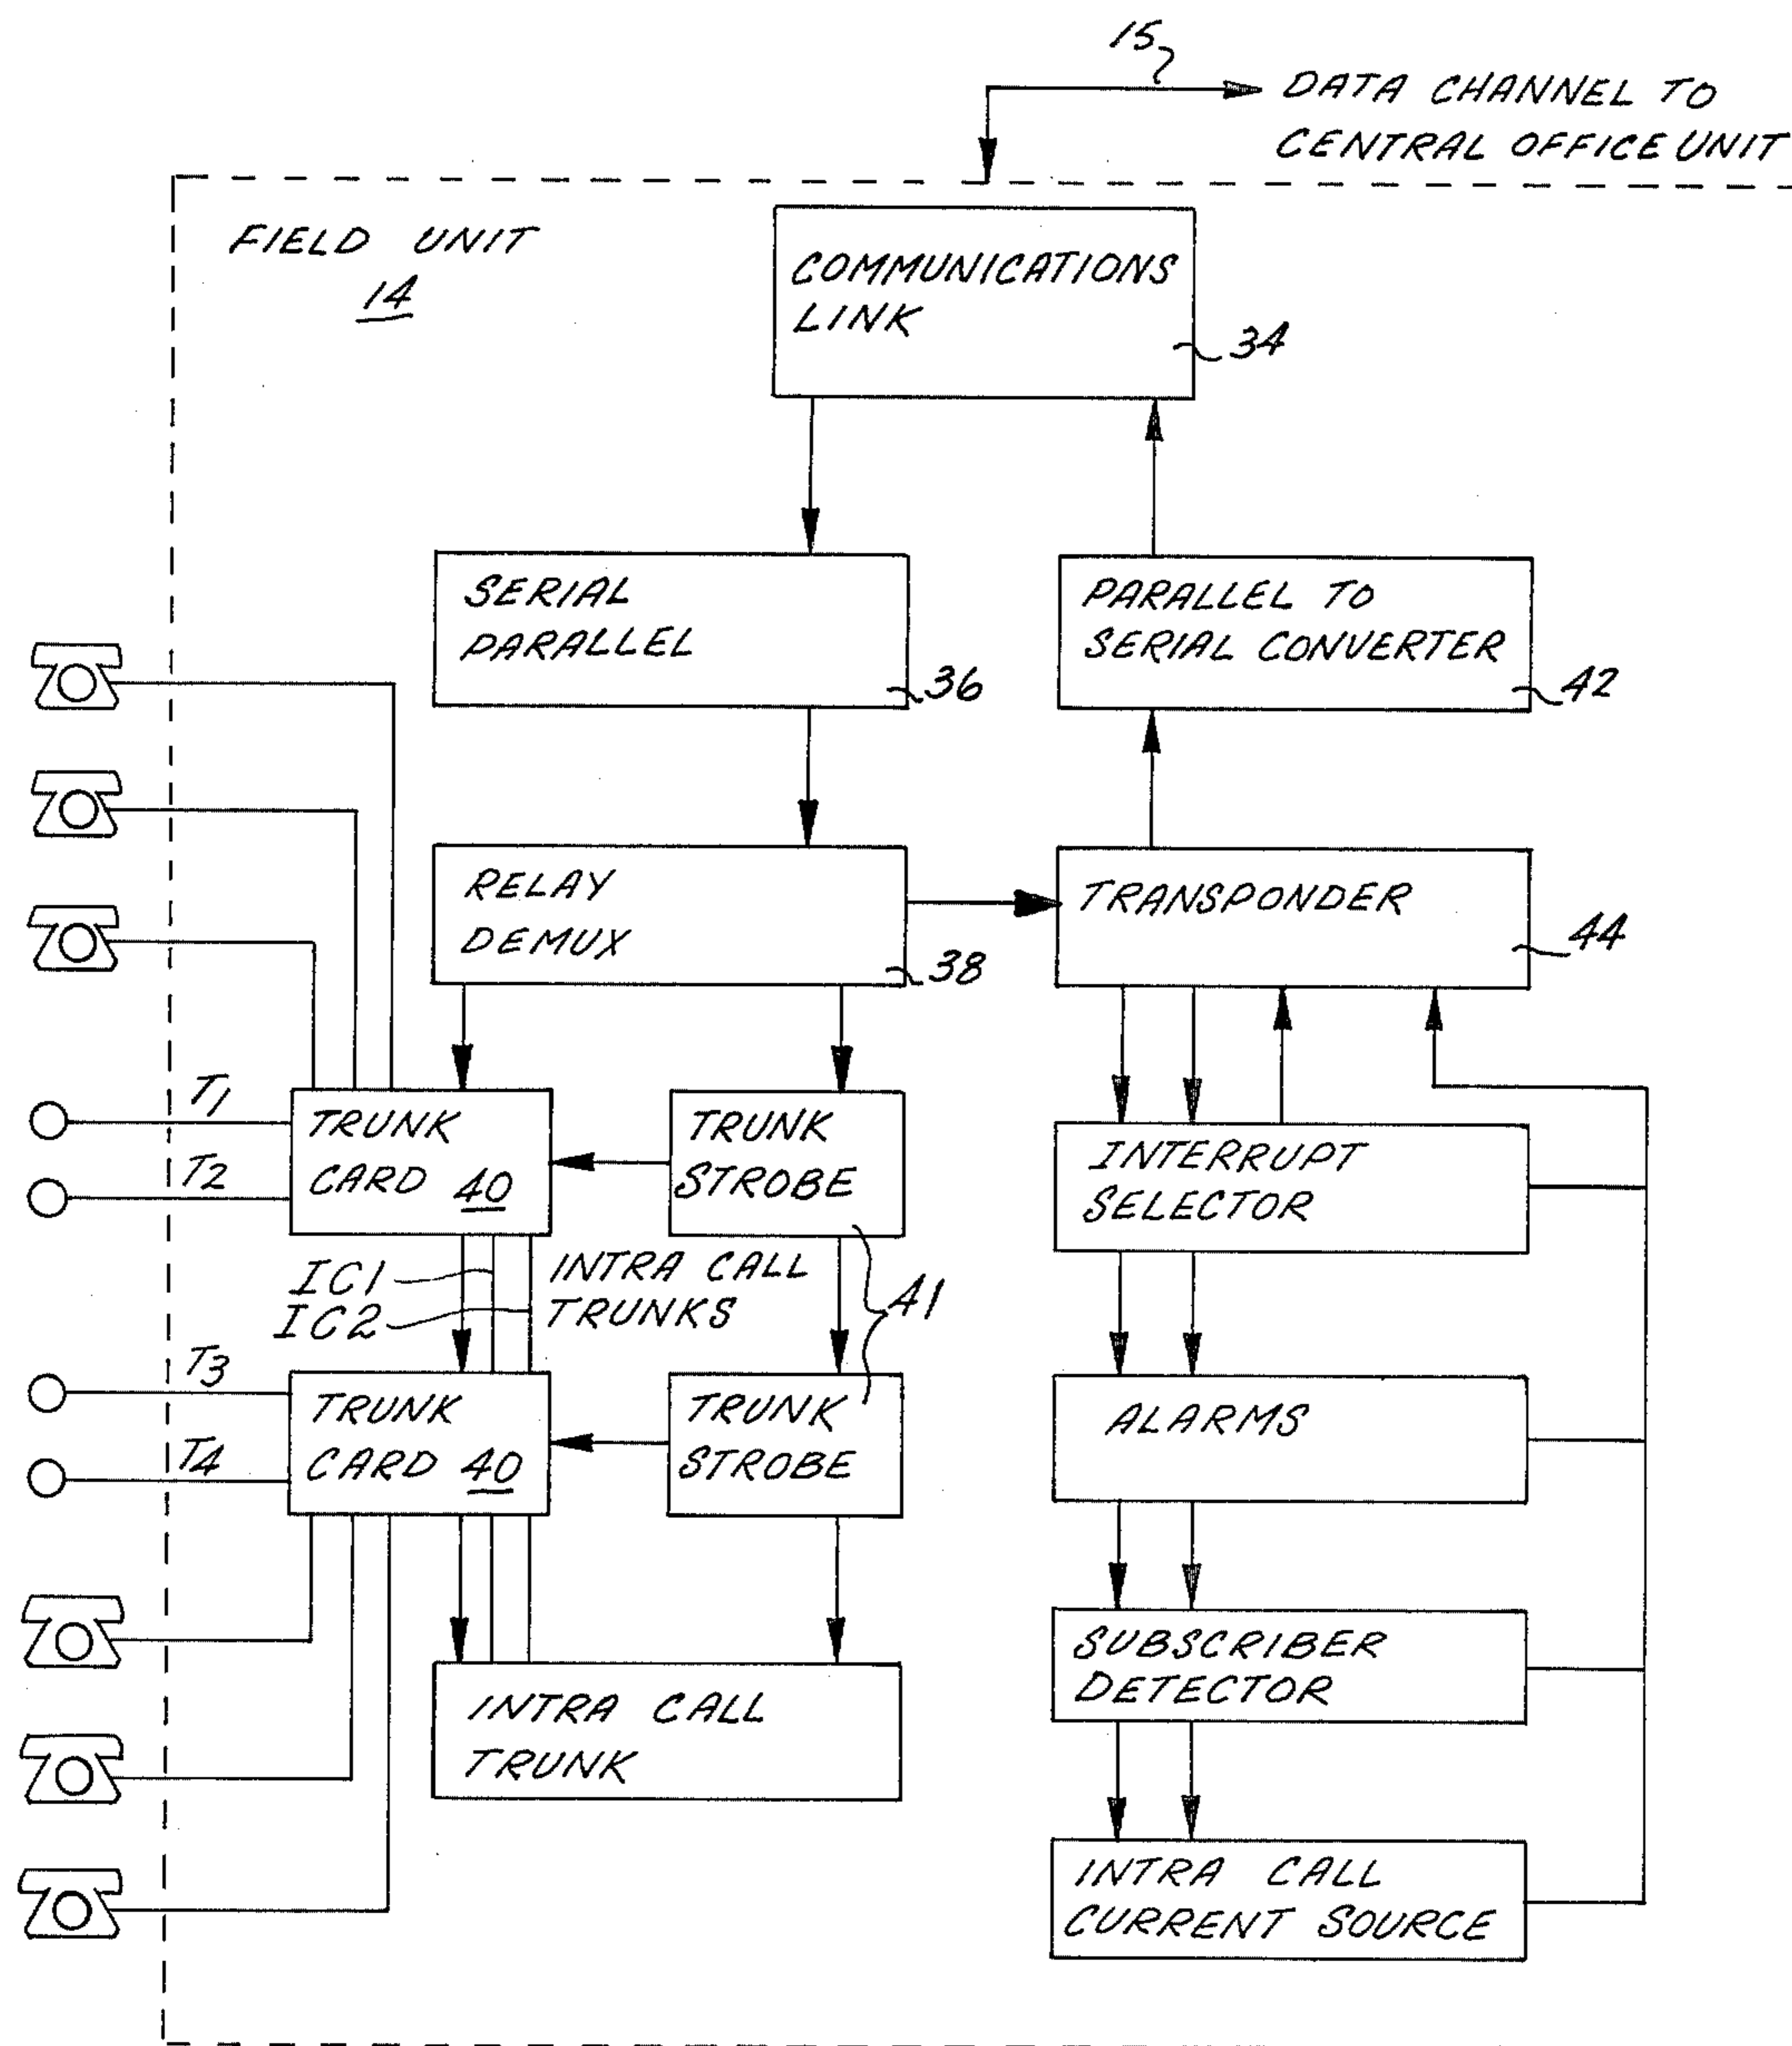 15
DATA CHANNEL TO
CENTRAL OFFICE UNIT
FIELD UNIT
14
COMMUNICATIONS
LINK
34
SERIAL
PARALLEL
36
PARALLEL TO
SERIAL CONVERTER
42
RELAY
DEMUX
38
TRANSPONDER
44
T1
T2
TRUNK
CARD 40
TRUNK
STROBE
INTERRUPT
SELECTOR
IC1
IC2
INTRA CALL
TRUNKS
41
T3
T4
TRUNK
CARD 40
TRUNK
STROBE
ALARMS
SUBSCRIBER
DETECTOR
INTRA CALL
TRUNK
INTRA CALL
CURRENT SOURCE